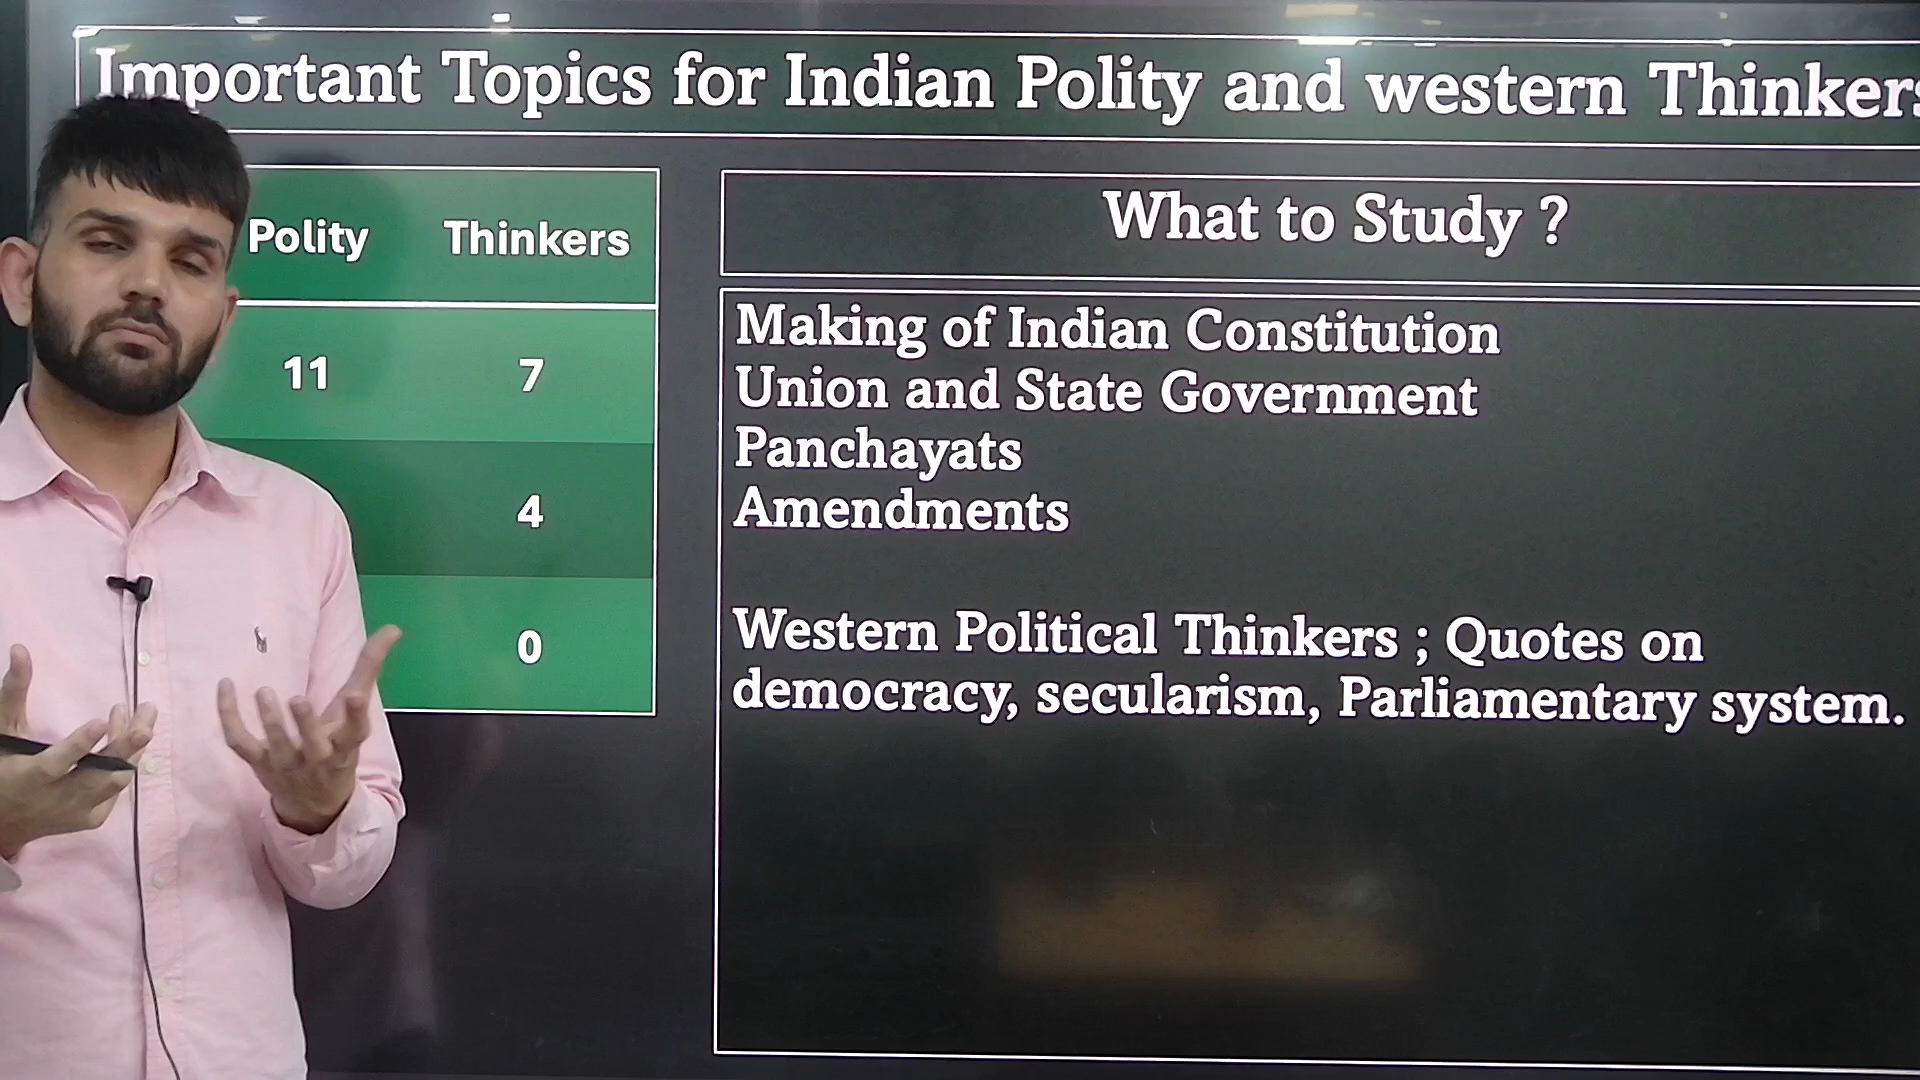 Important Topics for Indian Polity and western Thinkers
Polity Thinkers
11 7
4
0
What to Study ?
Making of Indian Constitution
Union and State Government
Panchayats
Amendments
Western Political Thinkers ; Quotes on
democracy, secularism, Parliamentary system.